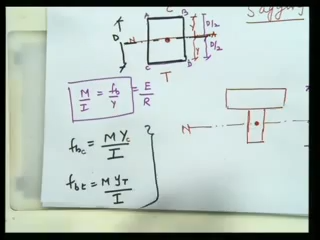 Sagging
C
A B
D N A y D/2
y D/2
C D
T
M/I = fb/y = E/R
fbc = M yc/I
fbt = M yT/I
N